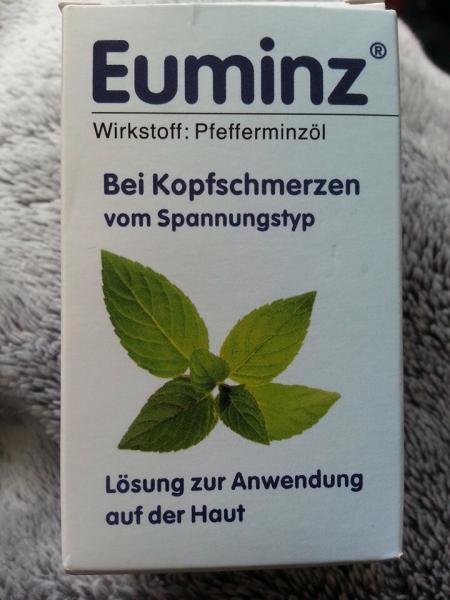 Euminz®
Wirkstoff: Pfefferminzöl
Bei Kopfschmerzen
vom Spannungstyp
Lösung zur Anwendung
auf der Haut